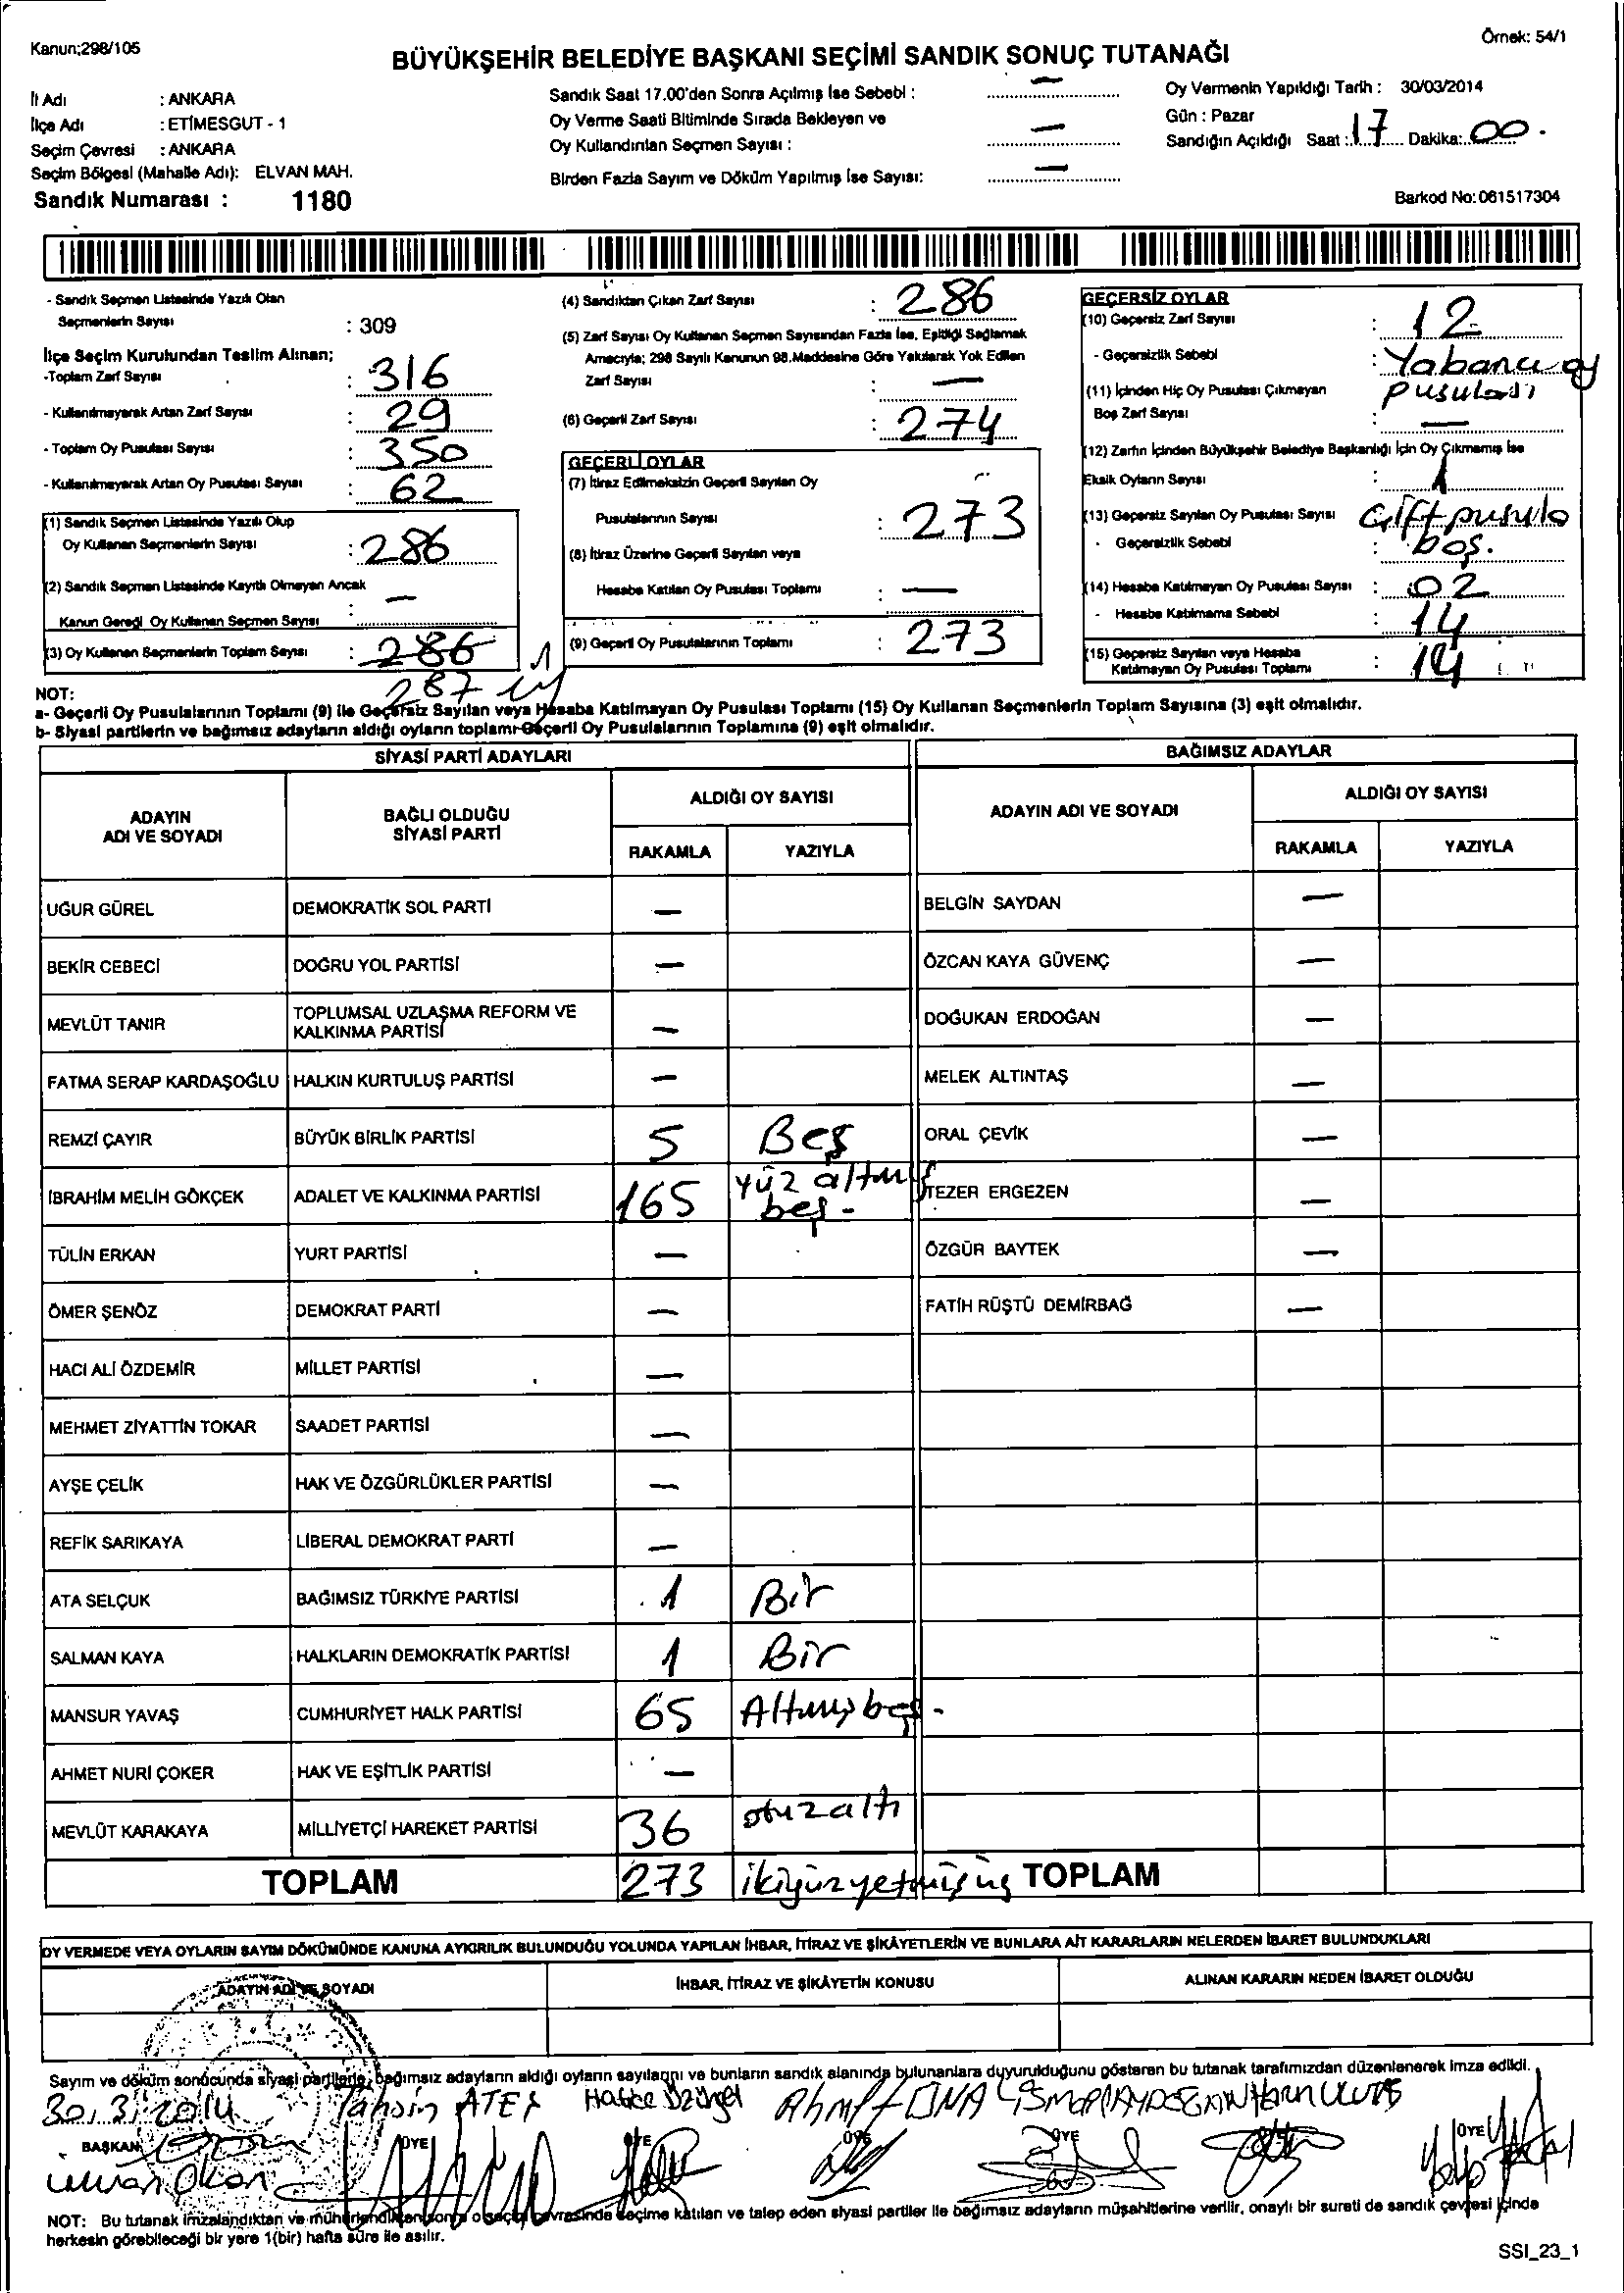 Kanun;298/105
Örnek: 54/1
BÜYÜKŞEHİR BELEDİYE BAŞKANI SEÇİMİ SANDIK SONUÇ TUTANAĞI
İl Adı : ANKARA
İlçe Adı : ETİMESGUT - 1
Seçim Çevresi : ANKARA
Seçim Bölgesi (Mahalle Adı): ELVAN MAH.
Sandık Numarası : 1180
Sandık Saat 17.00'den Sonra Açılmış İse Sebebi : —
Oy Verme Saati Bitiminde Sırada Bekleyen ve
Oy Kullandırılan Seçmen Sayısı : —
Birden Fazla Sayım ve Döküm Yapılmış İse Sayısı: —
Oy Vermenin Yapıldığı Tarih : 30/03/2014
Gün : Pazar
Sandığın Açıldığı Saat : 17 Dakika: 00.
Barkod No: 061517304
- Sandık Seçmen Listesinde Yazılı Olan
Seçmenlerin Sayısı : 309
İlçe Seçim Kurulundan Teslim Alınan;
-Toplam Zarf Sayısı : 316
- Kullanılmayarak Artan Zarf Sayısı : 29
- Toplam Oy Pusulası Sayısı : 350
- Kullanılmayarak Artan Oy Pusulası Sayısı : 62
(1) Sandık Seçmen Listesinde Yazılı Olup
Oy Kullanan Seçmenlerin Sayısı : 286
(2) Sandık Seçmen Listesinde Kayıtlı Olmayan Ancak
Kanun Gereği Oy Kullanan Seçmen Sayısı : —
(3) Oy Kullanan Seçmenlerin Toplam Sayısı : 286
287
(4) Sandıktan Çıkan Zarf Sayısı : 286
(5) Zarf Sayısı Oy Kullanan Seçmen Sayısından Fazla İse, Eşitliği Sağlamak
Amacıyla; 298 Sayılı Kanunun 98.Maddesine Göre Yakılarak Yok Edilen
Zarf Sayısı : —
(6) Geçerli Zarf Sayısı : 274
GEÇERLİ OYLAR
(7) İtiraz Edilmeksizin Geçerli Sayılan Oy
Pusulalarının Sayısı : 273
(8) İtiraz Üzerine Geçerli Sayılan veya
Hesaba Katılan Oy Pusulası Toplamı : —
(9) Geçerli Oy Pusulalarının Toplamı : 273
GEÇERSİZ OYLAR
(10) Geçersiz Zarf Sayısı : 12
- Geçersizlik Sebebi : Yabancı oy
pusulası
(11) İçinden Hiç Oy Pusulası Çıkmayan
Boş Zarf Sayısı : —
(12) Zarfın İçinden Büyükşehir Belediye Başkanlığı İçin Oy Çıkmamış İse
Eksik Oyların Sayısı : 1
(13) Geçersiz Sayılan Oy Pusulası Sayısı Çift pusula
- Geçersizlik Sebebi : boş.
(14) Hesaba Katılmayan Oy Pusulası Sayısı : 02
- Hesaba Katılmama Sebebi : 14
(15) Geçersiz Sayılan veya Hesaba
Katılmayan Oy Pusulası Toplamı : 14
NOT:
a- Geçerli Oy Pusulalarının Toplamı (9) ile Geçersiz Sayılan veya Hesaba Katılmayan Oy Pusulası Toplamı (15) Oy Kullanan Seçmenlerin Toplam Sayısına (3) eşit olmalıdır.
b- Siyasi partilerin ve bağımsız adayların aldığı oyların toplamı Geçerli Oy Pusulalarının Toplamına (9) eşit olmalıdır.
SİYASİ PARTİ ADAYLARI
BAĞIMSIZ ADAYLAR
ADAYIN
ADI VE SOYADI
BAĞLI OLDUĞU
SİYASİ PARTİ
ALDIĞI OY SAYISI
RAKAMLA YAZIYLA
ADAYIN ADI VE SOYADI
ALDIĞI OY SAYISI
RAKAMLA YAZIYLA
UĞUR GÜREL DEMOKRATİK SOL PARTİ — BELGİN SAYDAN —
BEKİR CEBECİ DOĞRU YOL PARTİSİ — ÖZCAN KAYA GÜVENÇ —
MEVLÜT TANIR TOPLUMSAL UZLAŞMA REFORM VE
KALKINMA PARTİSİ — DOĞUKAN ERDOĞAN —
FATMA SERAP KARDAŞOĞLU HALKIN KURTULUŞ PARTİSİ — MELEK ALTINTAŞ —
REMZİ ÇAYIR BÜYÜK BİRLİK PARTİSİ 5 Beş ORAL ÇEVİK —
İBRAHİM MELİH GÖKÇEK ADALET VE KALKINMA PARTİSİ 165 yüz altmış
beş - TEZER ERGEZEN —
TÜLİN ERKAN YURT PARTİSİ — ÖZGÜR BAYTEK —
ÖMER ŞENÖZ DEMOKRAT PARTİ — FATİH RÜŞTÜ DEMİRBAĞ —
HACI ALİ ÖZDEMİR MİLLET PARTİSİ —
MEHMET ZİYATTİN TOKAR SAADET PARTİSİ —
AYŞE ÇELİK HAK VE ÖZGÜRLÜKLER PARTİSİ —
REFİK SARIKAYA LİBERAL DEMOKRAT PARTİ —
ATA SELÇUK BAĞIMSIZ TÜRKİYE PARTİSİ 1 Bir
SALMAN KAYA HALKLARIN DEMOKRATİK PARTİSİ 1 Bir
MANSUR YAVAŞ CUMHURİYET HALK PARTİSİ 65 Altmışbeş -
AHMET NURİ ÇOKER HAK VE EŞİTLİK PARTİSİ —
MEVLÜT KARAKAYA MİLLİYETÇİ HAREKET PARTİSİ 36 otuzaltı
TOPLAM 273 ikiyüzyetmişüç TOPLAM
OY VERMEDE VEYA OYLARIN SAYIM DÖKÜMÜNDE KANUNA AYKIRILIK BULUNDUĞU YOLUNDA YAPILAN İHBAR, İTİRAZ VE ŞİKÂYETLERİN VE BUNLARA AİT KARARLARIN NELERDEN İBARET BULUNDUKLARI
ADAYIN ADI VE SOYADI İHBAR, İTİRAZ VE ŞİKÂYETİN KONUSU ALINAN KARARIN NEDEN İBARET OLDUĞU
Sayım ve döküm sonucunda siyasi partilerle, bağımsız adayların aldığı oyların sayılarını ve bunların sandık alanında bulunanlara duyurulduğunu gösteren bu tutanak tarafımızdan düzenlenerek imza edildi.
30.3.2014 Tahsin ATEŞ Hatice Ahmet
BAŞKAN ÜYE ÜYE ÜYE ÜYE ÜYE
Okan
NOT: Bu tutanak imzalandıktan ve mühürlendikten sonra o seçim çevresinde seçime katılan ve talep eden siyasi partiler ile bağımsız adayların müşahitlerine verilir, onaylı bir sureti de sandık çevresi içinde
herkesin görebileceği bir yere 1(bir) hafta süre ile asılır.
SSI_23_1